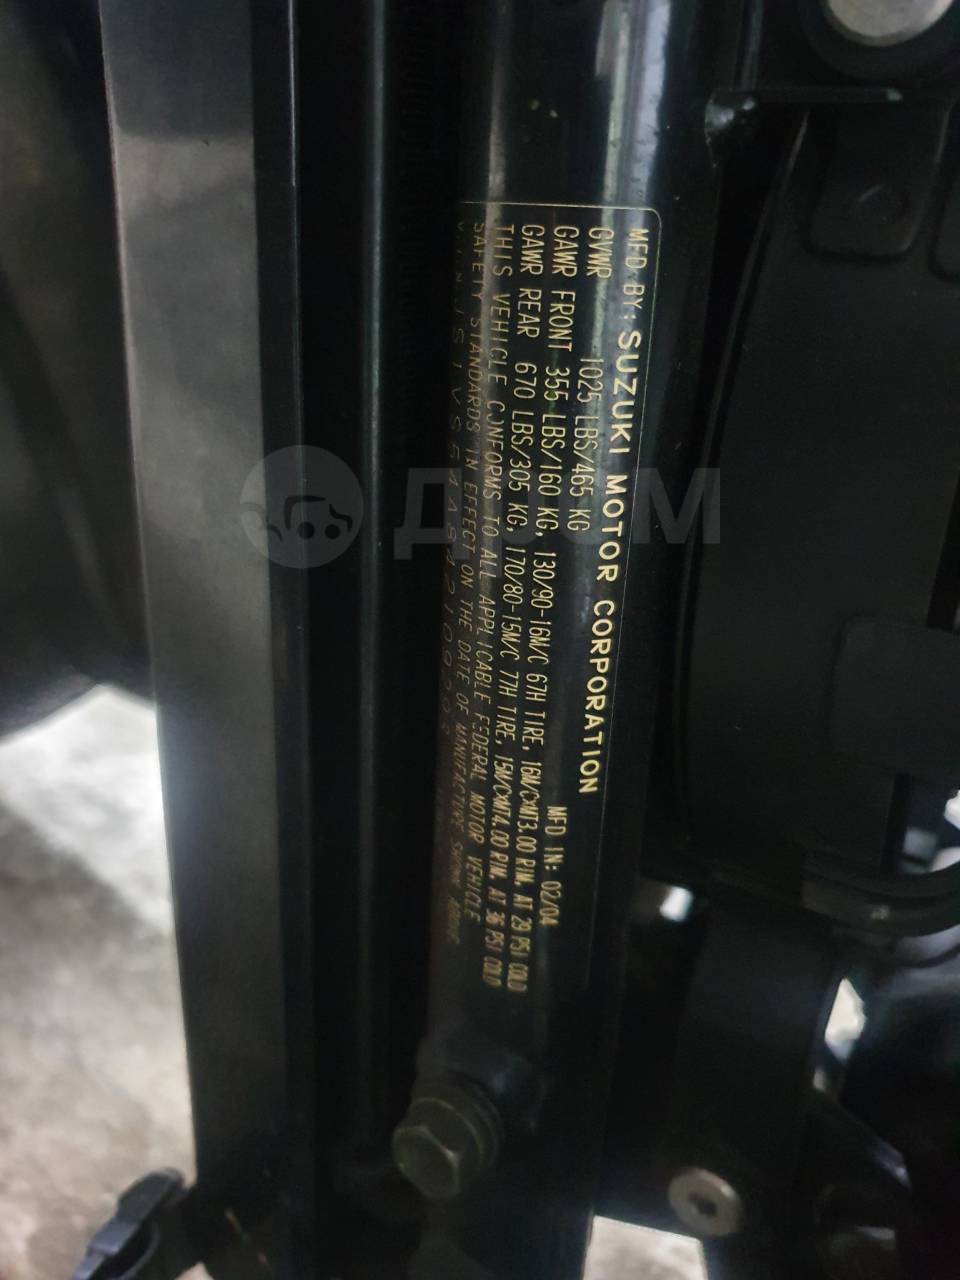 MFD BY: SUZUKI MOTOR CORPORATION
GVWR 1025 LBS/465 KG MFD IN: 02/04
GAWR FRONT 355 LBS/160 KG, 130/90-16M/C 67H TIRE, 16M/CXMT3.00 RIM, AT 29 PSI COLD
GAWR REAR 670 LBS/305 KG, 170/80-15M/C 77H TIRE, 15M/CXMT4.00 RIM, AT 36 PSI COLD
THIS VEHICLE CONFORMS TO ALL APPLICABLE FEDERAL MOTOR VEHICLE
SAFETY STANDARDS IN EFFECT ON THE DATE OF MANUFACTURE SHOWN ABOVE
ДРОМ